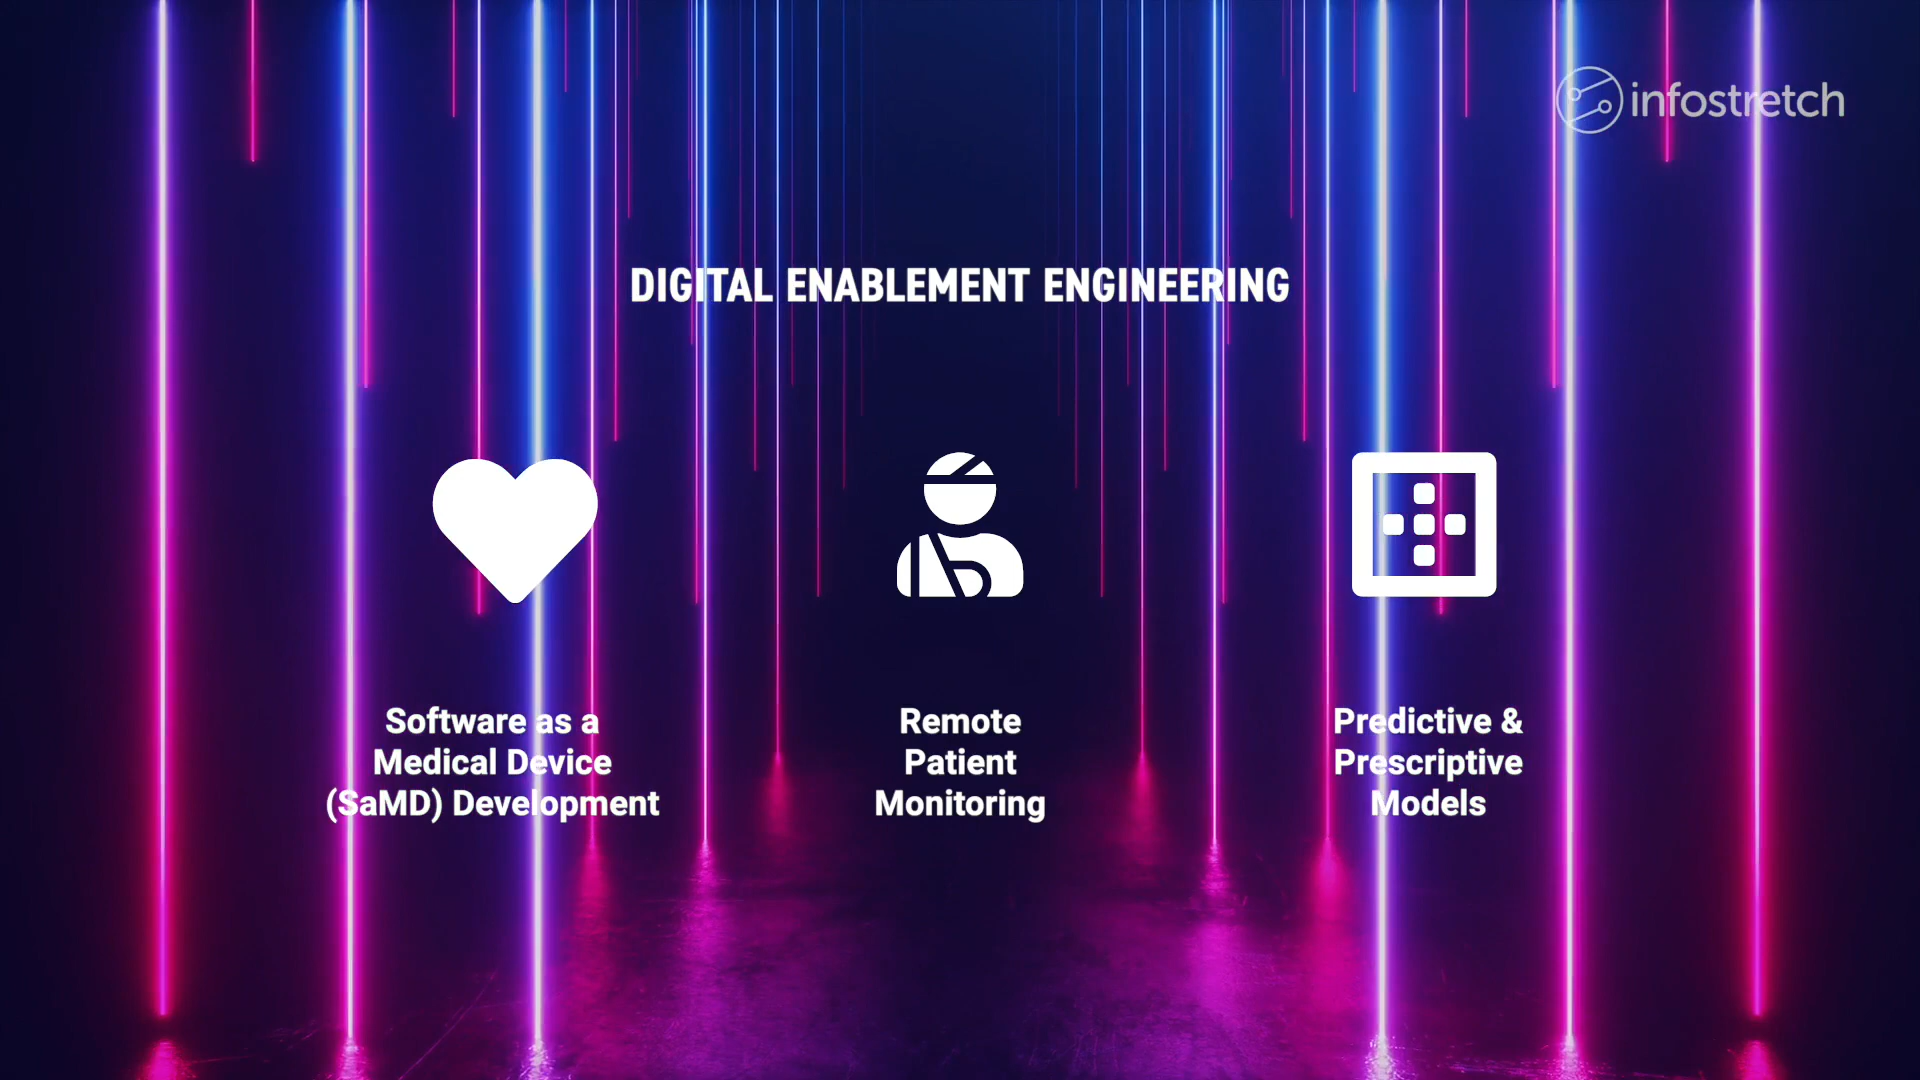 infostretch
DIGITAL ENABLEMENT ENGINEERING
Software as a
Medical Device
(SaMD) Development
Remote
Patient
Monitoring
Predictive &
Prescriptive
Models